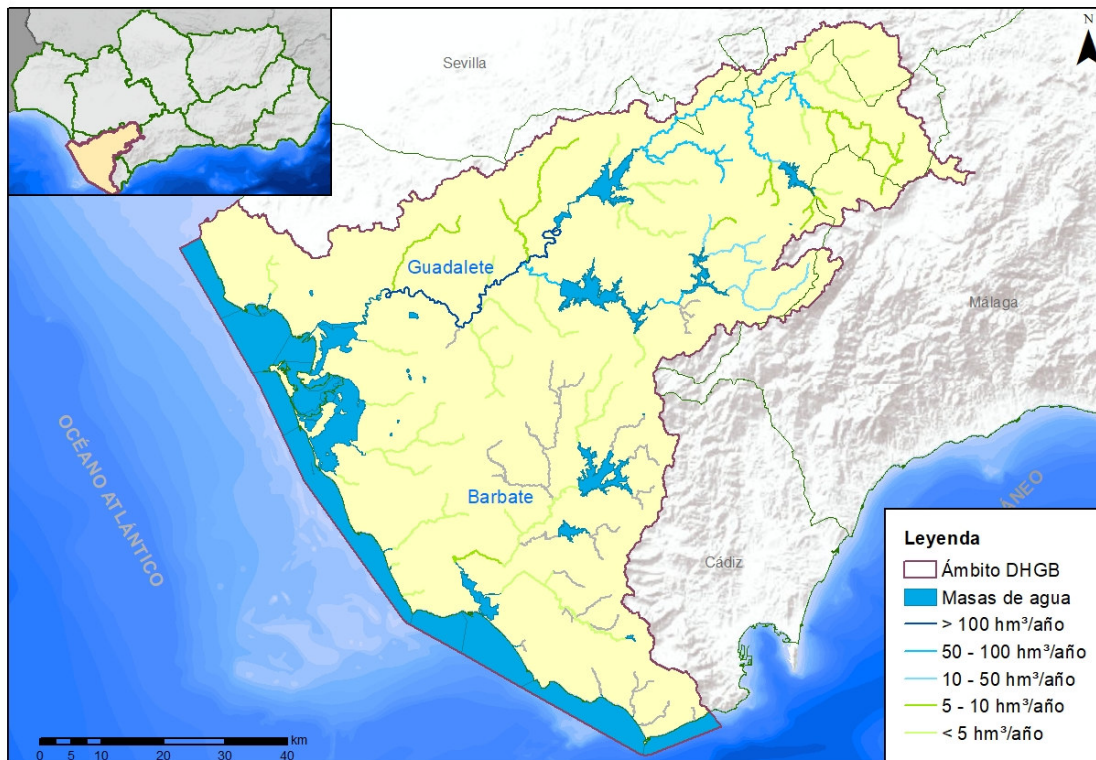 N
Sevilla
Guadalete
Málaga
OCÉANO ATLÁNTICO
Barbate
ÁNEO
Cádiz
Leyenda
Ámbito DHGB
Masas de agua
> 100 hm³/año
50 - 100 hm³/año
10 - 50 hm³/año
5 - 10 hm³/año
< 5 hm³/año
km
0 5 10 20 30 40